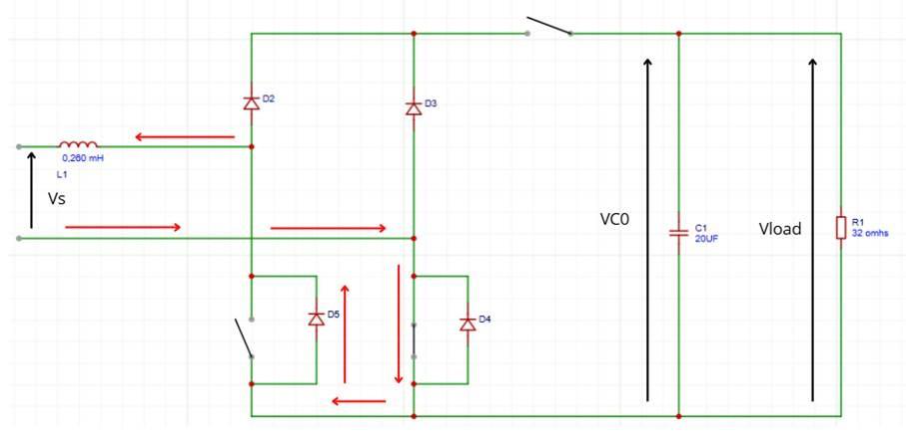 D2
D3
0,260 mH
L1
Vs
VC0
C1
20UF
Vload
R1
32 omhs
D5
D4